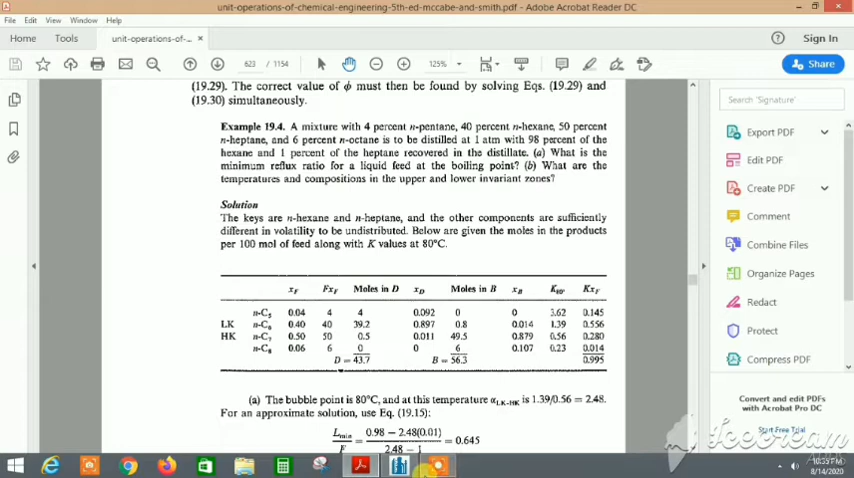 unit-operations-of-chemical-engineering-5th-ed-mccabe-and-smith.pdf - Adobe Acrobat Reader DC
File Edit View Window Help
Home Tools unit-operations-of-... × Sign In
623 / 1154 125% Share
(19.29). The correct value of ϕ must then be found by solving Eqs. (19.29) and
(19.30) simultaneously.
Example 19.4. A mixture with 4 percent n-pentane, 40 percent n-hexane, 50 percent
n-heptane, and 6 percent n-octane is to be distilled at 1 atm with 98 percent of the
hexane and 1 percent of the heptane recovered in the distillate. (a) What is the
minimum reflux ratio for a liquid feed at the boiling point? (b) What are the
temperatures and compositions in the upper and lower invariant zones?
Solution
The keys are n-hexane and n-heptane, and the other components are sufficiently
different in volatility to be undistributed. Below are given the moles in the products
per 100 mol of feed along with K values at 80°C.
xF FxF Moles in D xD Moles in B xB K80° KxF
n-C5 0.04 4 4 0.092 0 0 3.62 0.145
LK n-C6 0.40 40 39.2 0.897 0.8 0.014 1.39 0.556
HK n-C7 0.50 50 0.5 0.011 49.5 0.879 0.56 0.280
n-C8 0.06 6 0 0 6 0.107 0.23 0.014
D = 43.7 B = 56.3 0.995
(a) The bubble point is 80°C, and at this temperature αLK-HK is 1.39/0.56 = 2.48.
For an approximate solution, use Eq. (19.15):
Lmin 0.98 − 2.48(0.01)
= = 0.645
F 2.48 − 1
Search "Signature"
Export PDF
Edit PDF
Create PDF
Comment
Combine Files
Organize Pages
Redact
Protect
Compress PDF
Convert and edit PDFs
with Acrobat Pro DC
Start Free Trial
Icecream
8/14/2020